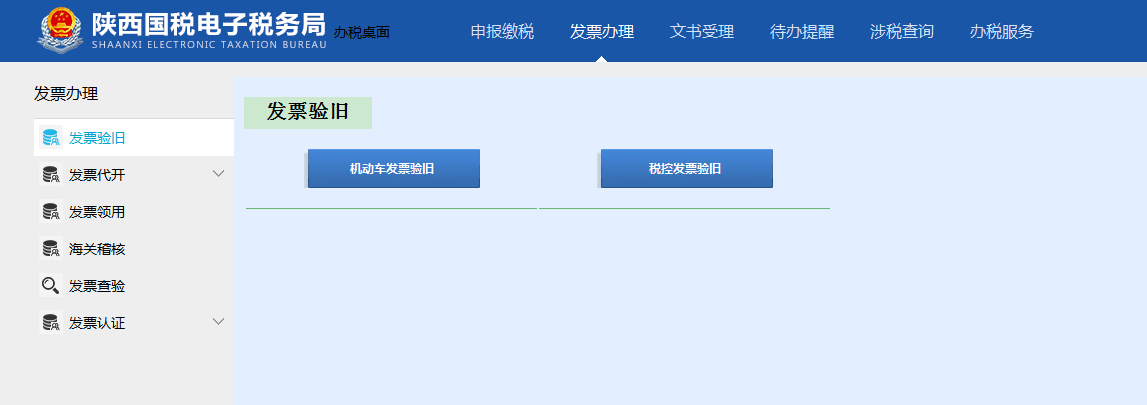 陕西国税电子税务局
SHAANXI ELECTRONIC TAXATION BUREAU
办税桌面
申报缴税
发票办理
文书受理
待办提醒
涉税查询
办税服务
发票办理
发票验旧
发票代开
发票领用
海关稽核
发票查验
发票认证
发票验旧
机动车发票验旧
税控发票验旧